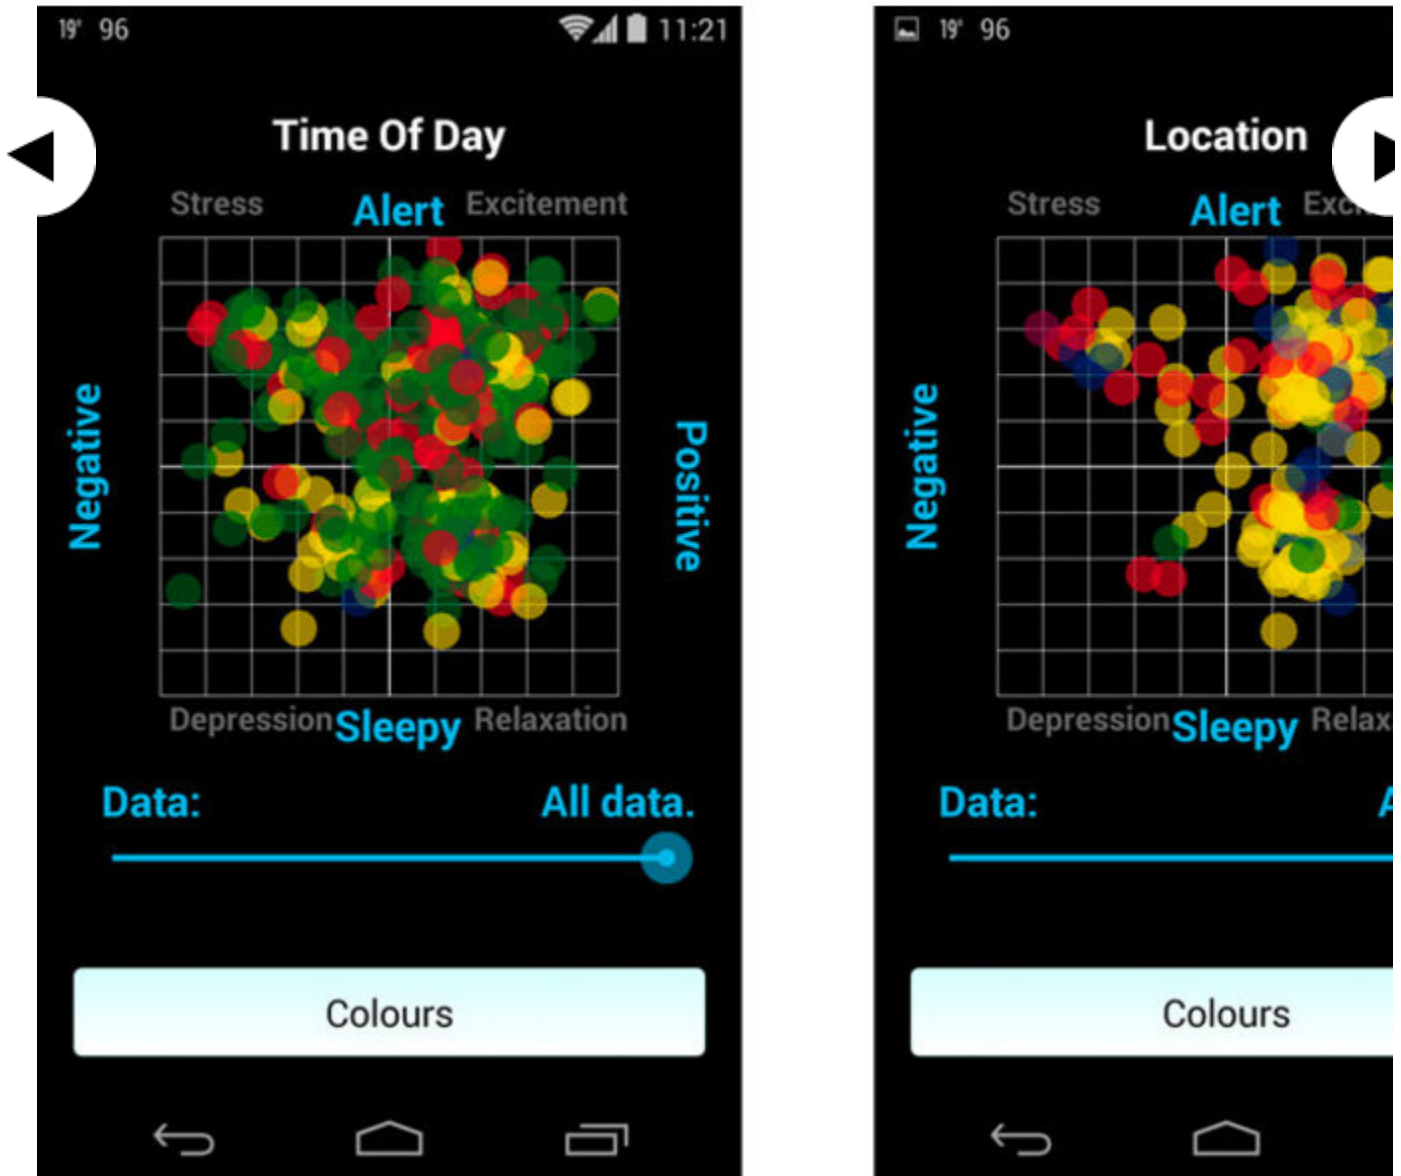 19° 96 11:21
Time Of Day
Stress Alert Excitement
Negative
Positive
Depression Sleepy Relaxation
Data: All data.
Colours
19° 96
Location
Stress Alert
Negative
Depression Sleepy
Data:
Colours